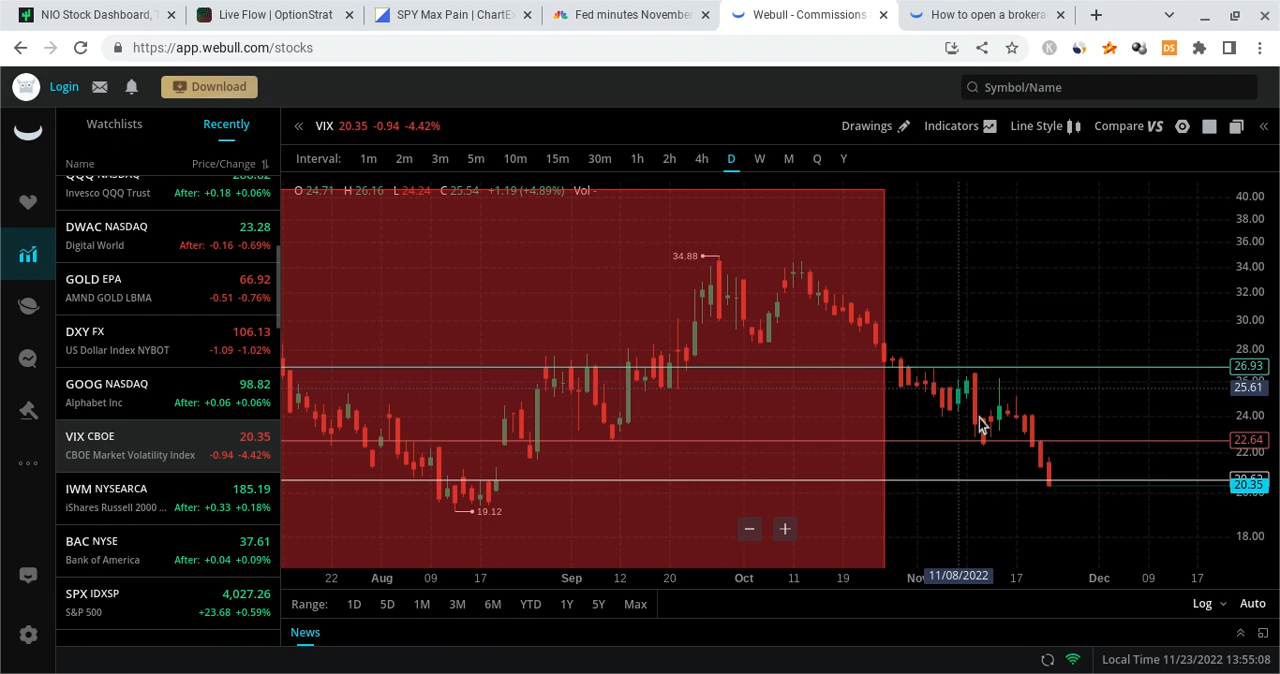 NIO Stock Dashboard, T
Live Flow | OptionStrat
SPY Max Pain | ChartEx
Fed minutes November
Webull - Commissions
How to open a brokera
https://app.webull.com/stocks
K
DS
Login
Download
Symbol/Name
Watchlists
Recently
Name
Price/Change
QQQ NASDAQ
Invesco QQQ Trust
After: +0.18 +0.06%
DWAC NASDAQ
23.28
Digital World
After: -0.16 -0.69%
GOLD EPA
66.92
AMND GOLD LBMA
-0.51 -0.76%
DXY FX
106.13
US Dollar Index NYBOT
-1.09 -1.02%
GOOG NASDAQ
98.82
Alphabet Inc
After: +0.06 +0.06%
VIX CBOE
20.35
CBOE Market Volatility Index
-0.94 -4.42%
IWM NYSEARCA
185.19
iShares Russell 2000 ...
After: +0.33 +0.18%
BAC NYSE
37.61
Bank of America
After: +0.04 +0.09%
SPX IDXSP
4,027.26
S&P 500
+23.68 +0.59%
VIX 20.35 -0.94 -4.42%
Drawings
Indicators
Line Style
Compare VS
Interval: 1m 2m 3m 5m 10m 15m 30m 1h 2h 4h D W M Q Y
O 24.71 H 26.16 L 24.24 C 25.54 +1.19 (+4.89%) Vol -
34.88
19.12
40.00
38.00
36.00
34.00
32.00
30.00
28.00
26.93
25.61
24.00
22.64
22.00
20.35
18.00
22 Aug 09 17 Sep 12 20 Oct 11 19 Nov 11/08/2022 17 Dec 09 17
Range: 1D 5D 1M 3M 6M YTD 1Y 5Y Max
Log
Auto
News
Local Time 11/23/2022 13:55:08